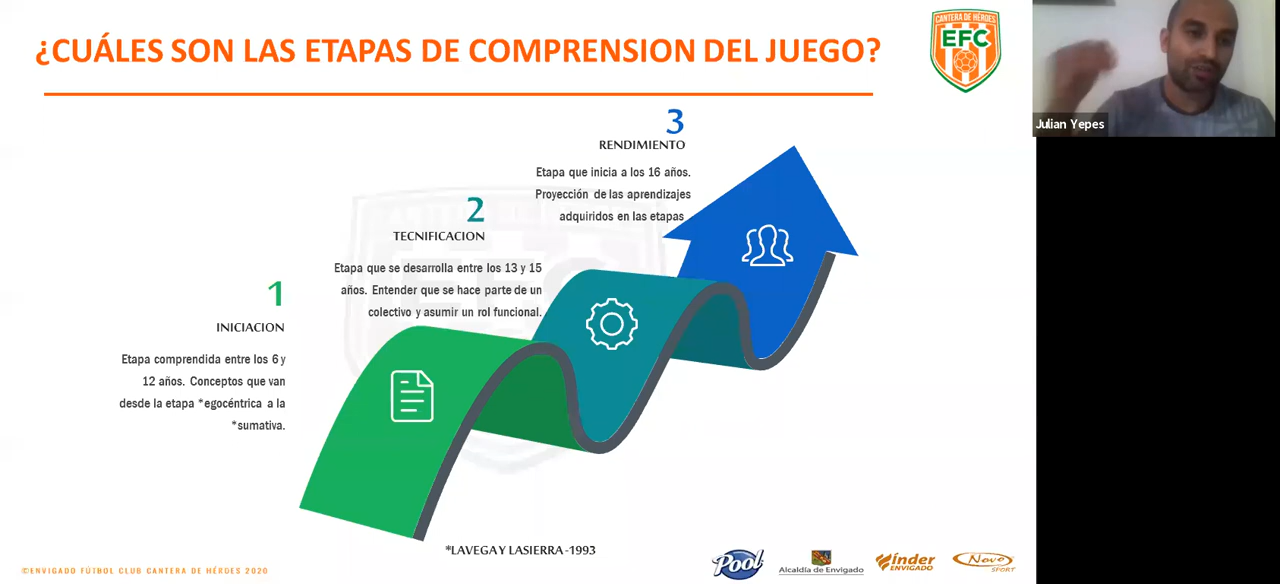 ¿CUÁLES SON LAS ETAPAS DE COMPRENSION DEL JUEGO?
CANTERA DE HÉROES
EFC
Julian Yepes
3
RENDIMIENTO
Etapa que inicia a los 16 años.
Proyección de las aprendizajes
adquiridos en las etapas
2
TECNIFICACION
Etapa que se desarrolla entre los 13 y 15
años. Entender que se hace parte de un
colectivo y asumir un rol funcional.
1
INICIACION
Etapa comprendida entre los 6 y
12 años. Conceptos que van
desde la etapa *egocéntrica a la
*sumativa.
*LAVEGA Y LASIERRA -1993
©ENVIGADO FÚTBOL CLUB CANTERA DE HÉROES 2020
Pool
Alcaldía de Envigado
índer
ENVIGADO
Novo
SPORT